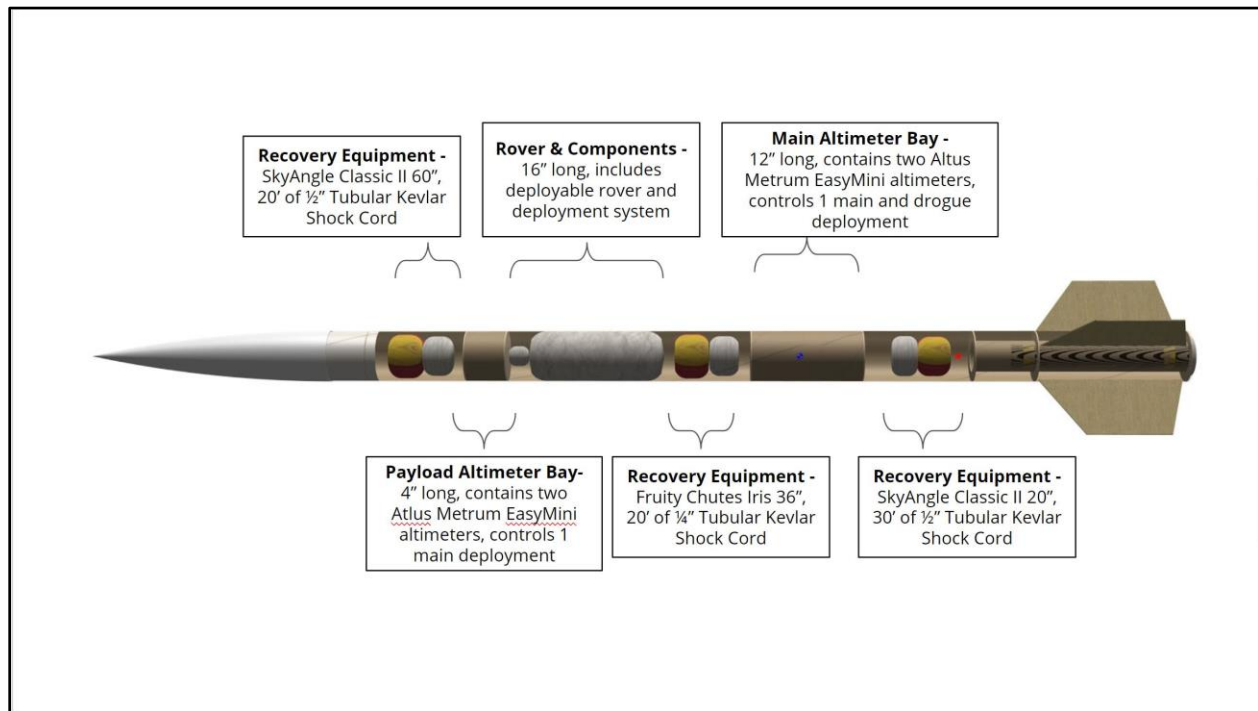 Recovery Equipment -
SkyAngle Classic II 60”,
20’ of ½” Tubular Kevlar
Shock Cord
Rover & Components -
16” long, includes
deployable rover and
deployment system
Main Altimeter Bay -
12” long, contains two Altus
Metrum EasyMini altimeters,
controls 1 main and drogue
deployment
Payload Altimeter Bay-
4” long, contains two
Atlus Metrum EasyMini
altimeters, controls 1
main deployment
Recovery Equipment -
Fruity Chutes Iris 36”,
20’ of ¼” Tubular Kevlar
Shock Cord
Recovery Equipment -
SkyAngle Classic II 20”,
30’ of ½” Tubular Kevlar
Shock Cord